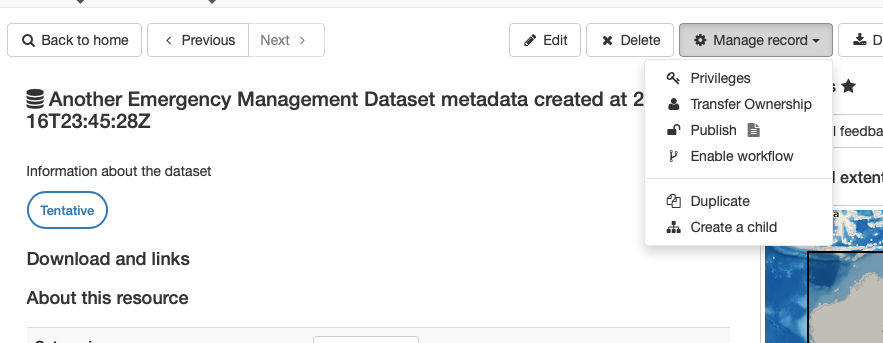 Back to home
Previous
Next
Edit
Delete
Manage record
D
Privileges
Transfer Ownership
Publish
Enable workflow
Duplicate
Create a child
Another Emergency Management Dataset metadata created at 2
16T23:45:28Z
s
l feedba
l extent
Information about the dataset
Tentative
Download and links
About this resource